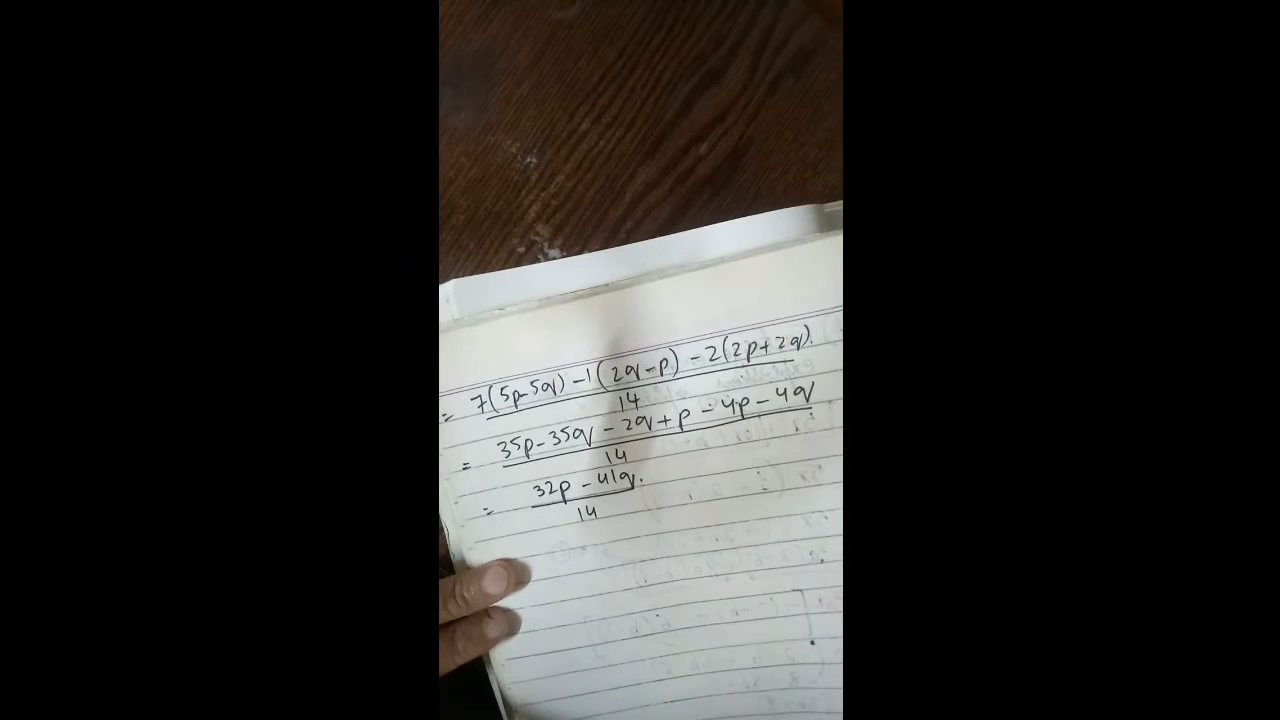 = 7(5p-5q) -1(2q-p) - 2(2p+2q).
14
= 35p-35q - 2q+p - 4p-4q
14
= 32p - 41q.
14